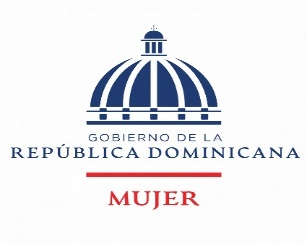 GOBIERNO DE LA
REPÚBLICA DOMINICANA
MUJER